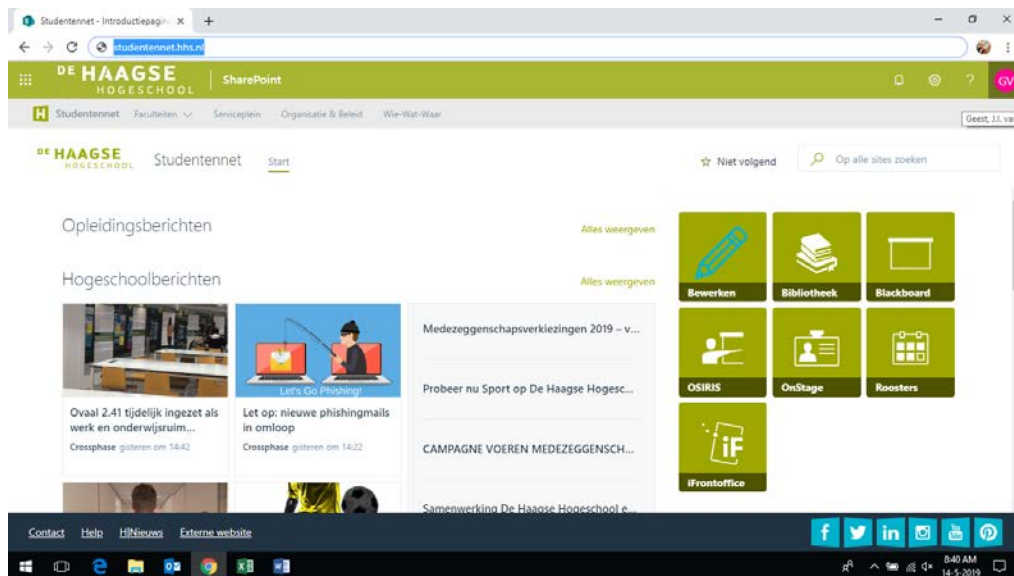 Studentennet - Introductiepagin
studentennet.hhs.nl
DE HAAGSE
HOGESCHOOL
SharePoint
?
GV
H Studentennet Faculteiten Serviceplein Organisatie & Beleid Wie-Wat-Waar
Geest, J.J. va
DE HAAGSE
HOGESCHOOL
Studentennet Start
Niet volgend
Op alle sites zoeken
Opleidingsberichten
Alles weergeven
Hogeschoolberichten
Alles weergeven
Let's Go Phishing!
Ovaal 2.41 tijdelijk ingezet als
werk en onderwijsruim...
Crossphase gisteren om 14:42
Let op: nieuwe phishingmails
in omloop
Crossphase gisteren om 14:22
Medezeggenschapsverkiezingen 2019 – v...
Probeer nu Sport op De Haagse Hogesc...
CAMPAGNE VOEREN MEDEZEGGENSCH...
Samenwerking De Haagse Hogeschool e...
Bewerken
Bibliotheek
Blackboard
OSIRIS
OnStage
Roosters
iF
iFrontoffice
Contact Help H|Nieuws Externe website
8:40 AM
14-5-2019